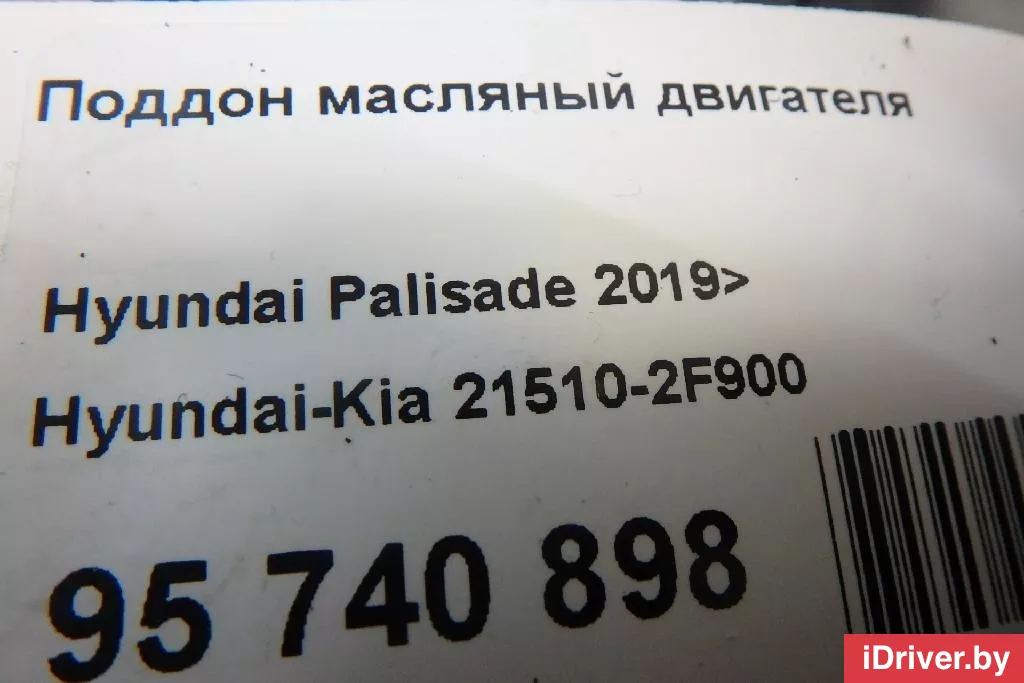 Поддон масляный двигателя
Hyundai Palisade 2019>
Hyundai-Kia 21510-2F900
95 740 898
iDriver.by